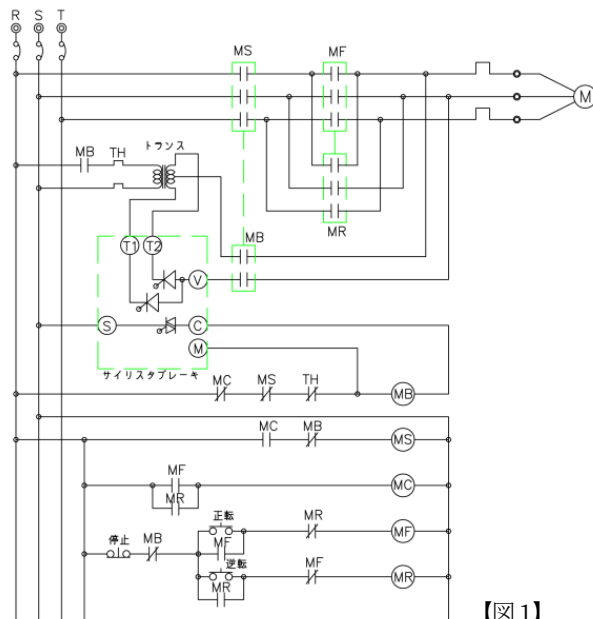 R S T
MS
MF
M
MB TH トランス
MR
MB
T1 T2
V
S
C
M
サイリスタブレーキ
MC MS TH
MB
MC MB
MS
MF
MR
MC
正転
MR
MF
MF
停止 MB
逆転
MF
MR
MR
【図1】